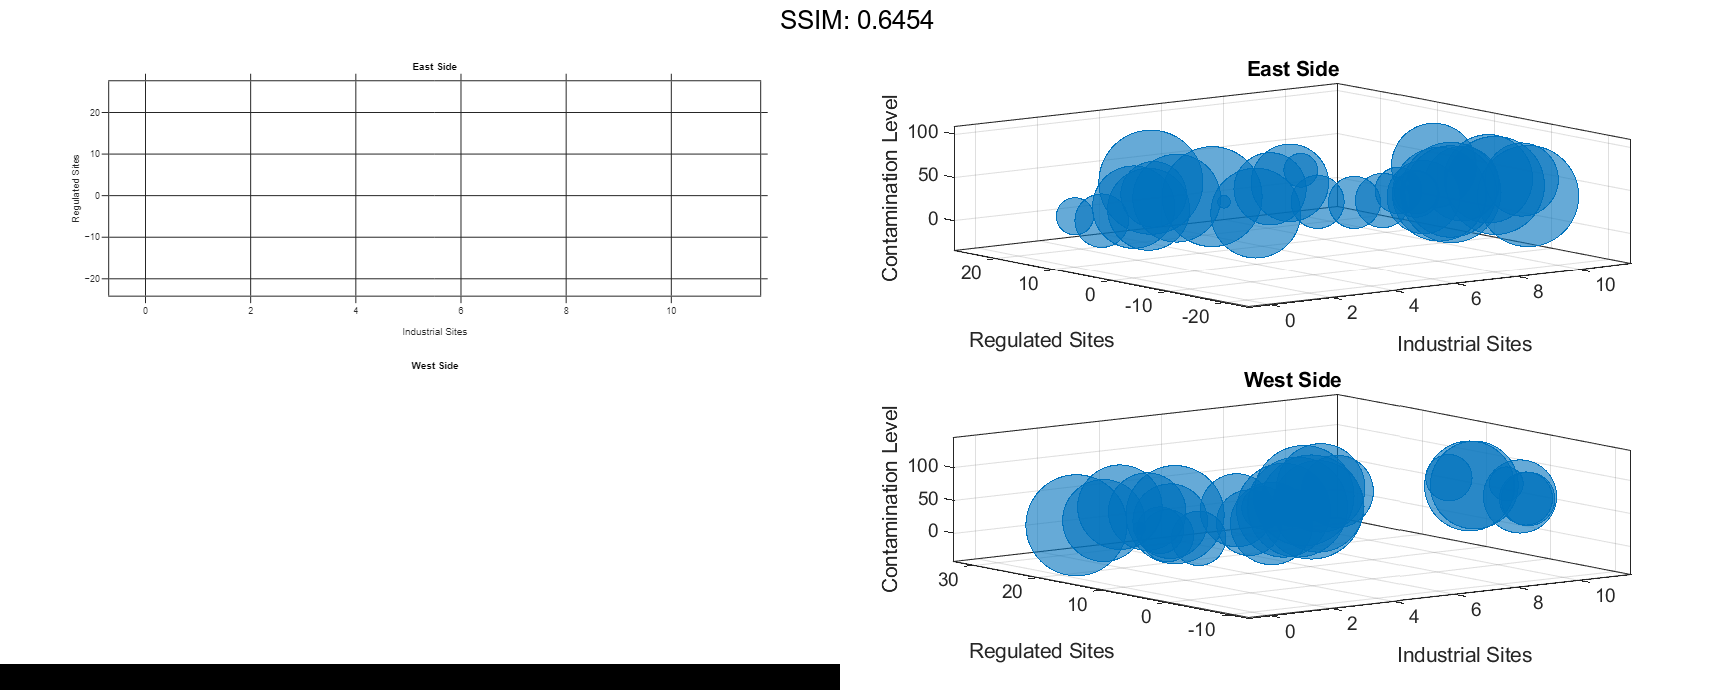 SSIM: 0.6454
East Side
20
10
0
−10
−20
Regulated Sites
0 2 4 6 8 10
Industrial Sites
West Side
East Side
Contamination Level
100
50
0
20 10 0 -10 -20
0 2 4 6 8 10
Regulated Sites
Industrial Sites
West Side
Contamination Level
100
50
0
30 20 10 0 -10
0 2 4 6 8 10
Regulated Sites
Industrial Sites